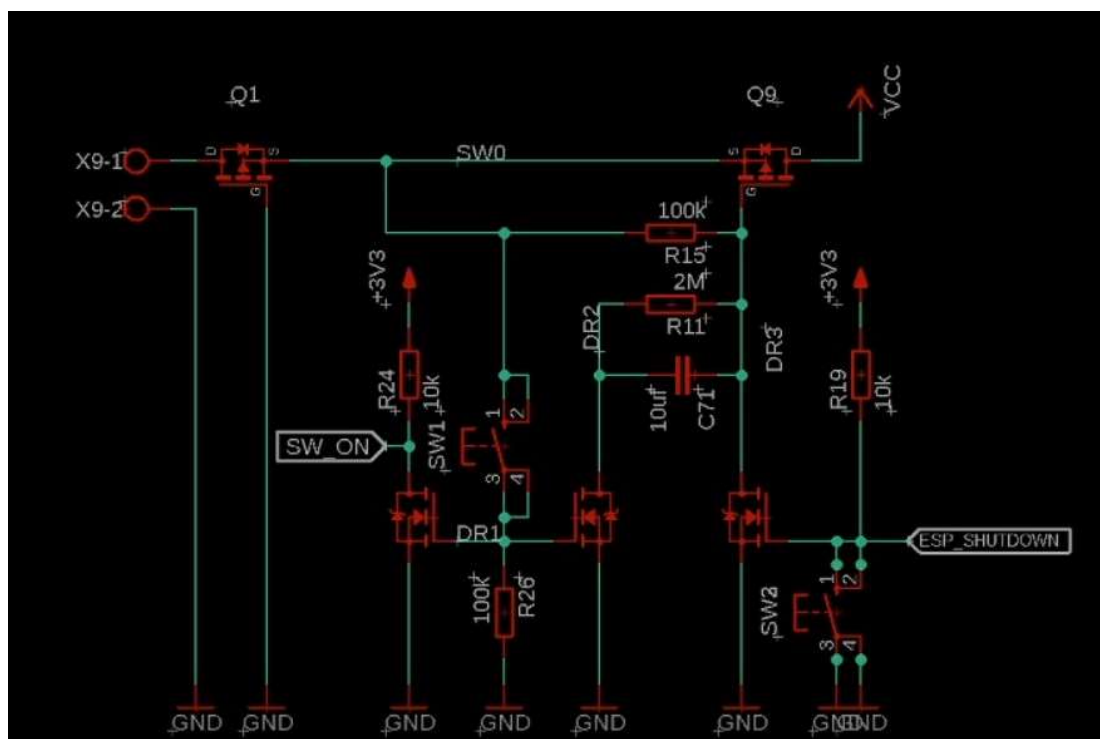 Q1
Q9
VCC
D
S
S
D
X9-1
SW0
G
G
X9-2
100k
R15
+3V3
2M
+3V3
R11
DR2
DR3
R24
10k
10uf
C71
R19
10k
SW_ON
SW1
1
2
3
4
DR1
ESP_SHUTDOWN
100k
R26
1
2
3
4
GND
GND
GND
GND
GND
GND
GND